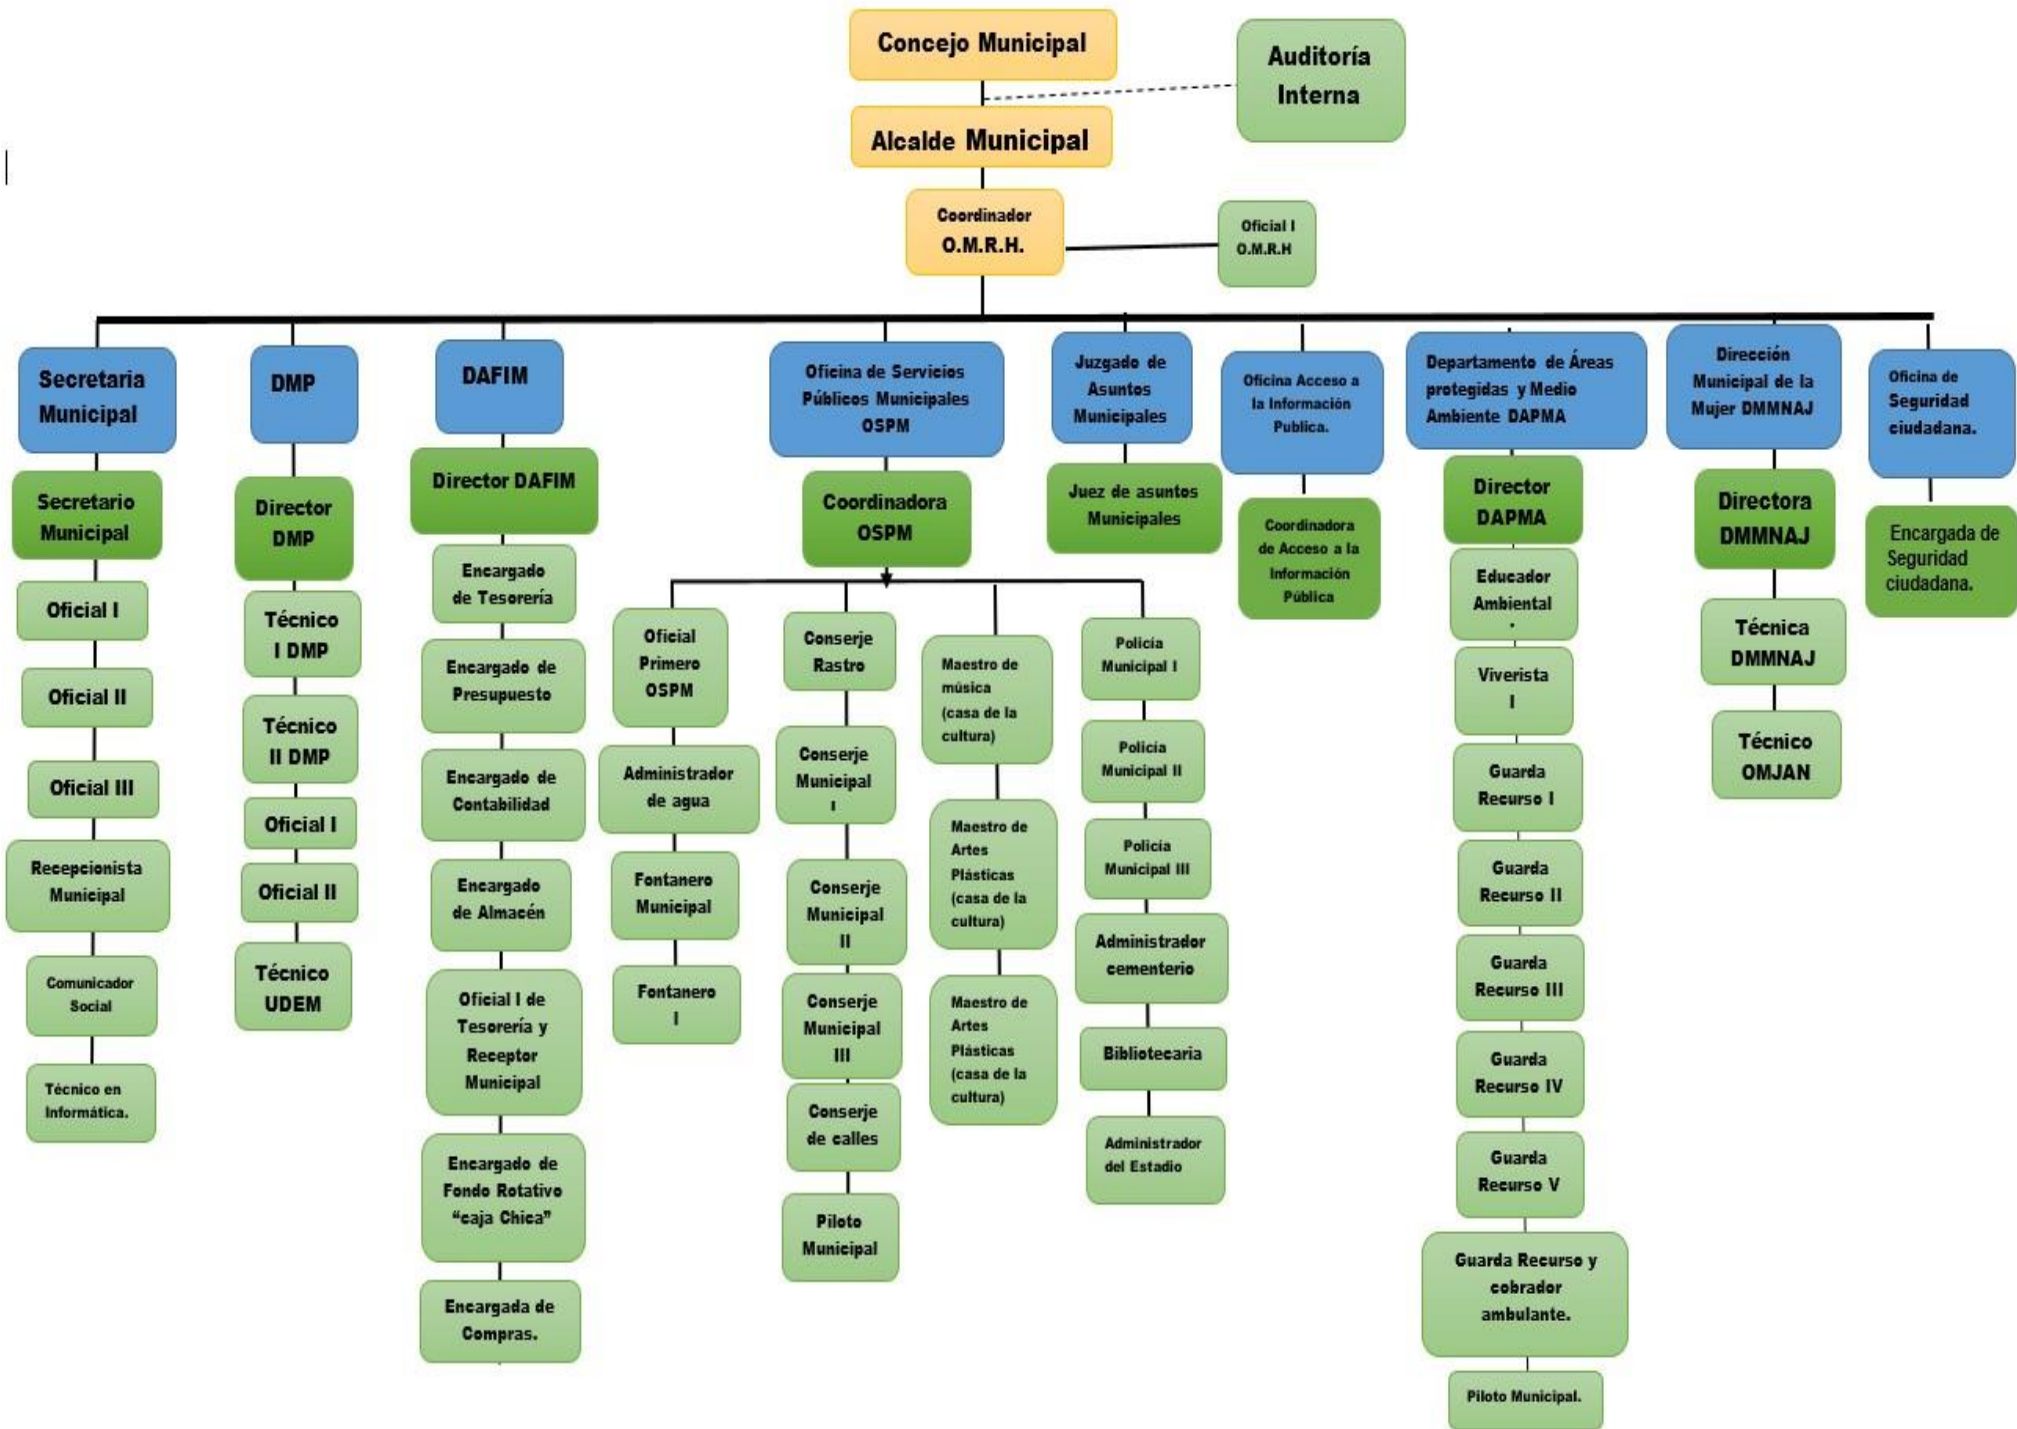 Concejo Municipal
Auditoría
Interna
Alcalde Municipal
Coordinador
O.M.R.H.
Oficial I
O.M.R.H
Secretaria
Municipal
Secretario
Municipal
Oficial I
Oficial II
Oficial III
Recepcionista
Municipal
Comunicador
Social
Técnico en
Informática.
DMP
Director
DMP
Técnico
I DMP
Técnico
II DMP
Oficial I
Oficial II
Técnico
UDEM
DAFIM
Director DAFIM
Encargado
de Tesorería
Encargado de
Presupuesto
Encargado de
Contabilidad
Encargado
de Almacén
Oficial I de
Tesorería y
Receptor
Municipal
Encargado de
Fondo Rotativo
“caja Chica”
Encargada de
Compras.
Oficina de Servicios
Públicos Municipales
OSPM
Coordinadora
OSPM
Oficial
Primero
OSPM
Administrador
de agua
Fontanero
Municipal
Fontanero
I
Conserje
Rastro
Conserje
Municipal
I
Conserje
Municipal
II
Conserje
Municipal
III
Conserje
de calles
Piloto
Municipal
Maestro de
música
(casa de la
cultura)
Maestro de
Artes
Plásticas
(casa de la
cultura)
Maestro de
Artes
Plásticas
(casa de la
cultura)
Policía
Municipal I
Policía
Municipal II
Policía
Municipal III
Administrador
cementerio
Bibliotecaria
Administrador
del Estadio
Juzgado de
Asuntos
Municipales
Juez de asuntos
Municipales
Oficina Acceso a
la Información
Publica.
Coordinadora
de Acceso a la
Información
Pública
Departamento de Áreas
protegidas y Medio
Ambiente DAPMA
Director
DAPMA
Educador
Ambiental
Viverista
I
Guarda
Recurso I
Guarda
Recurso II
Guarda
Recurso III
Guarda
Recurso IV
Guarda
Recurso V
Guarda Recurso y
cobrador
ambulante.
Piloto Municipal.
Dirección
Municipal de la
Mujer DMMNAJ
Directora
DMMNAJ
Técnica
DMMNAJ
Técnico
OMJAN
Oficina de
Seguridad
ciudadana.
Encargada de
Seguridad
ciudadana.